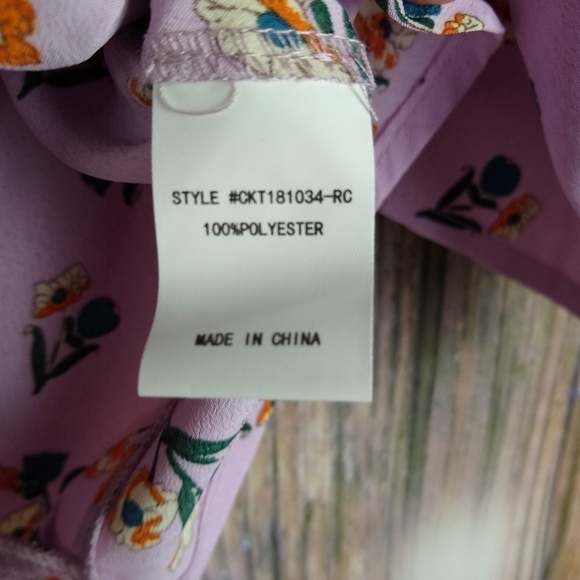 STYLE #CKT181034-RC
100%POLYESTER
MADE IN CHINA